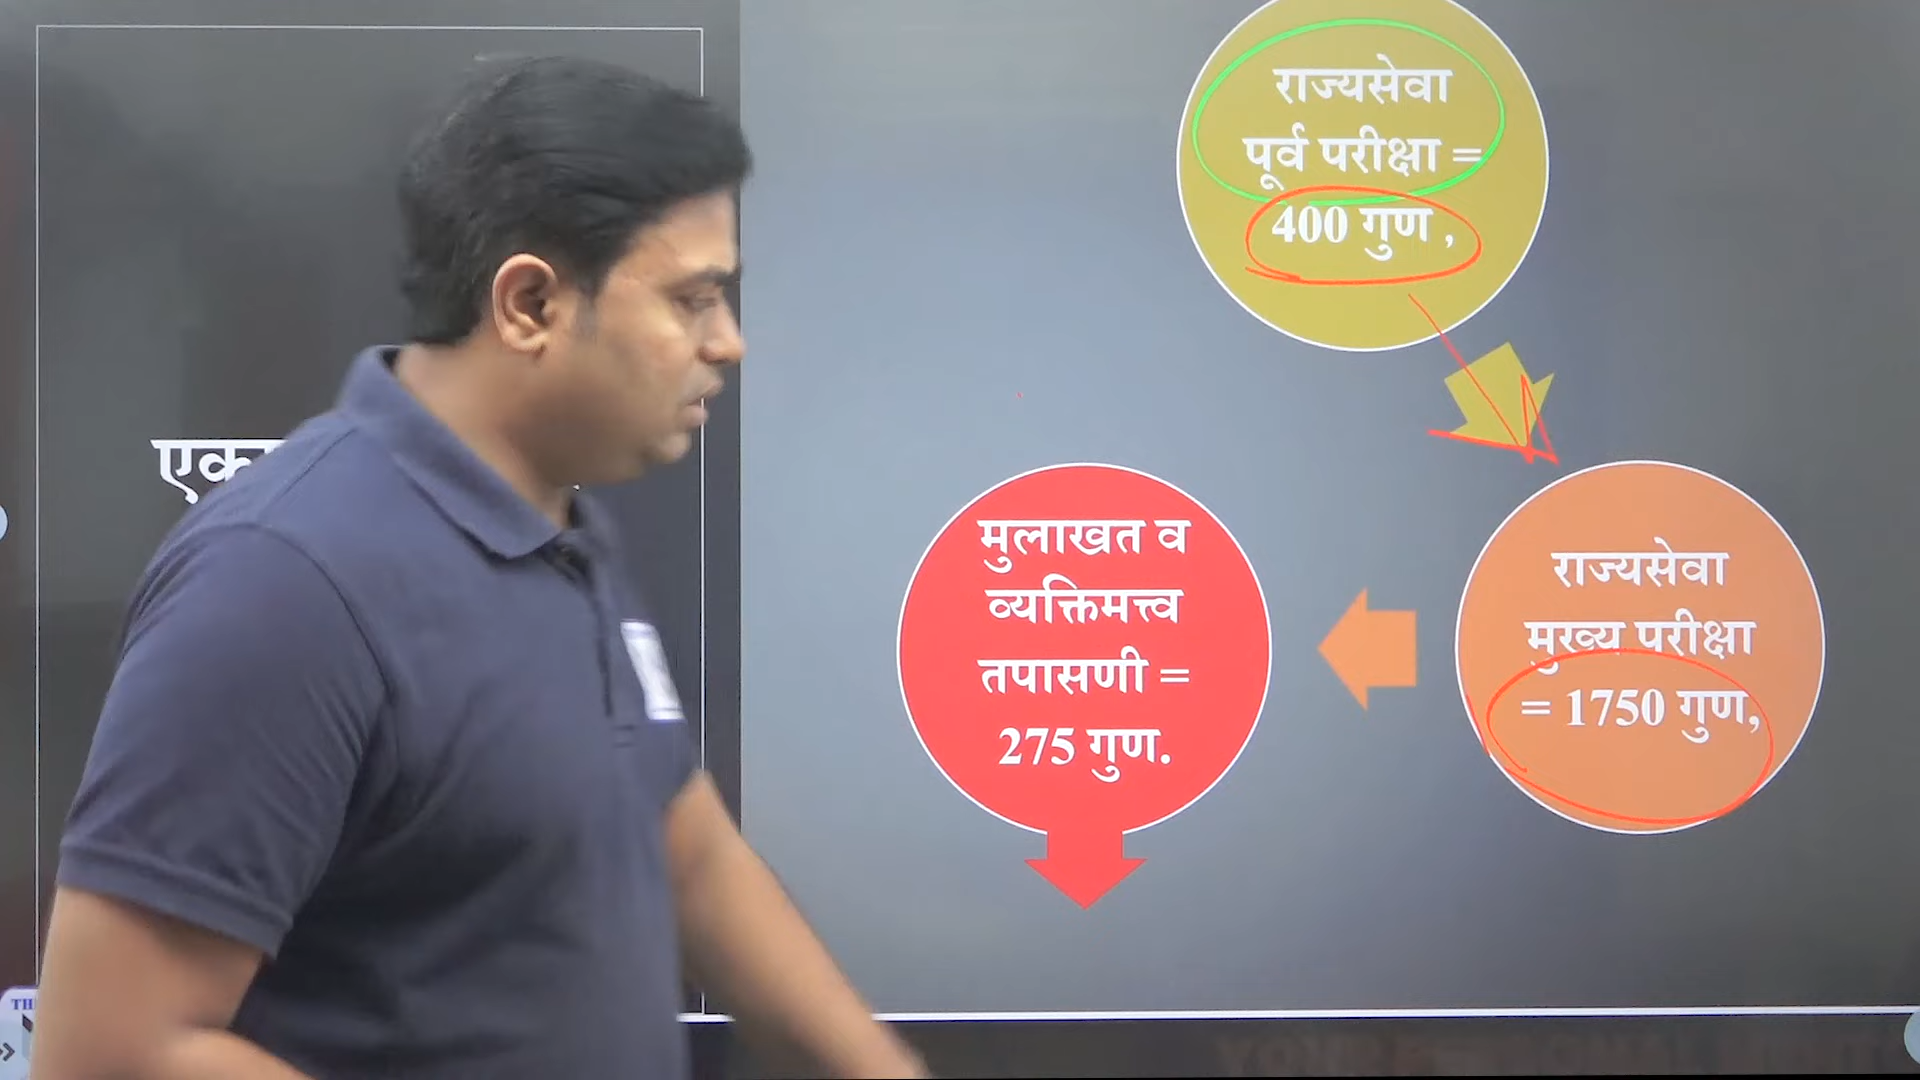 राज्यसेवा
पूर्व परीक्षा =
400 गुण ,
मुलाखत व
व्यक्तिमत्त्व
तपासणी =
275 गुण.
राज्यसेवा
मुख्य परीक्षा
= 1750 गुण,